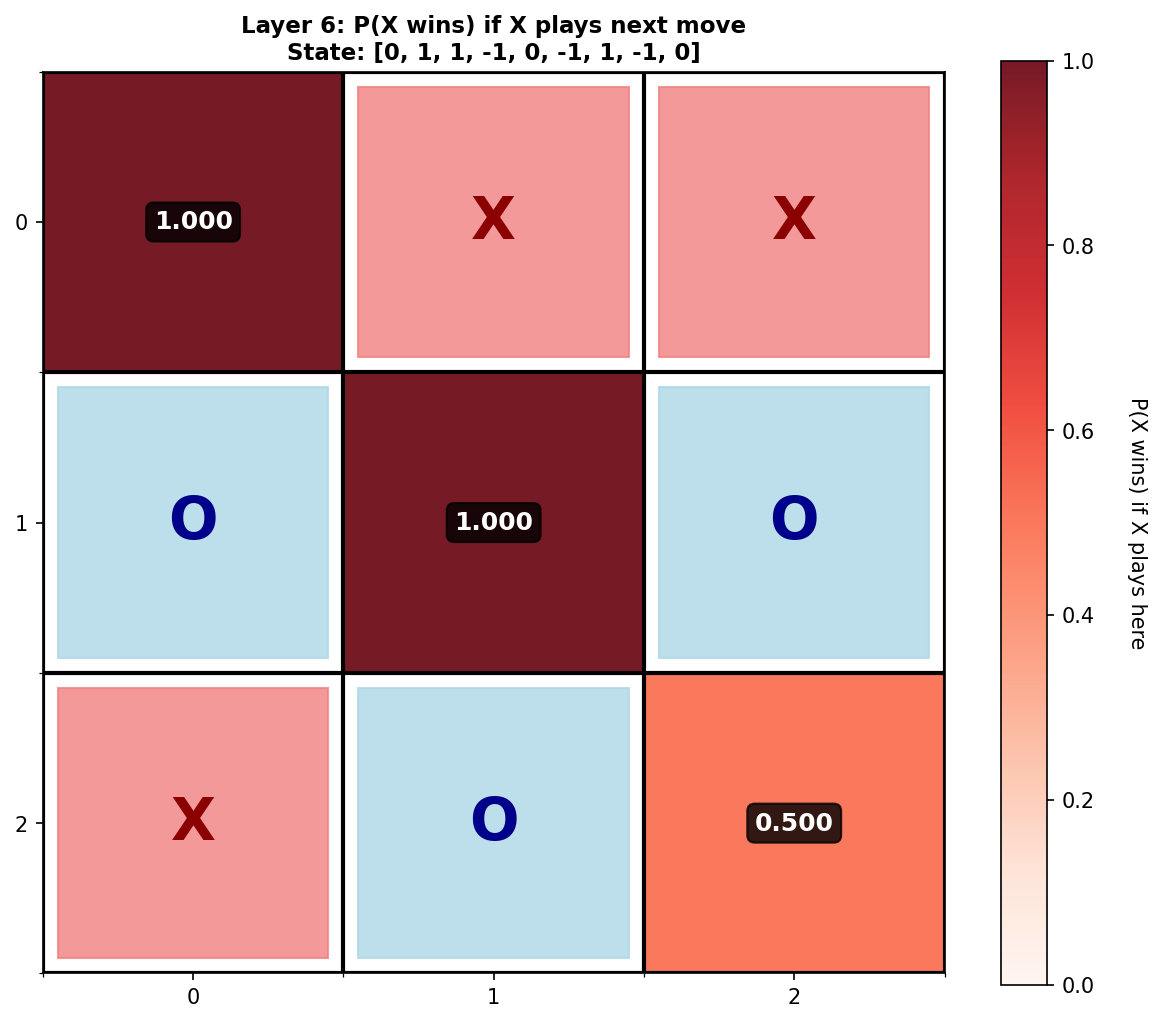 Layer 6: P(X wins) if X plays next move
State: [0, 1, 1, -1, 0, -1, 1, -1, 0]
0
1.000
X
X
1
O
1.000
O
2
X
O
0.500
0
1
2
1.0
0.8
0.6
0.4
0.2
0.0
P(X wins) if X plays here